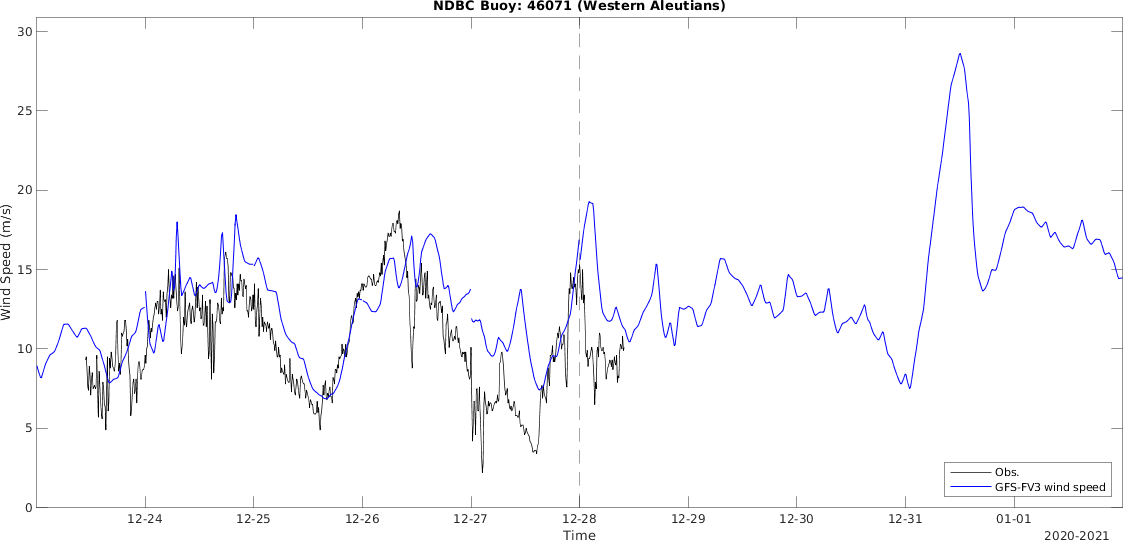 NDBC Buoy: 46071 (Western Aleutians)
30
25
20
15
10
5
0
Wind Speed (m/s)
Obs.
GFS-FV3 wind speed
12-24 12-25 12-26 12-27 12-28 12-29 12-30 12-31 01-01
Time
2020-2021